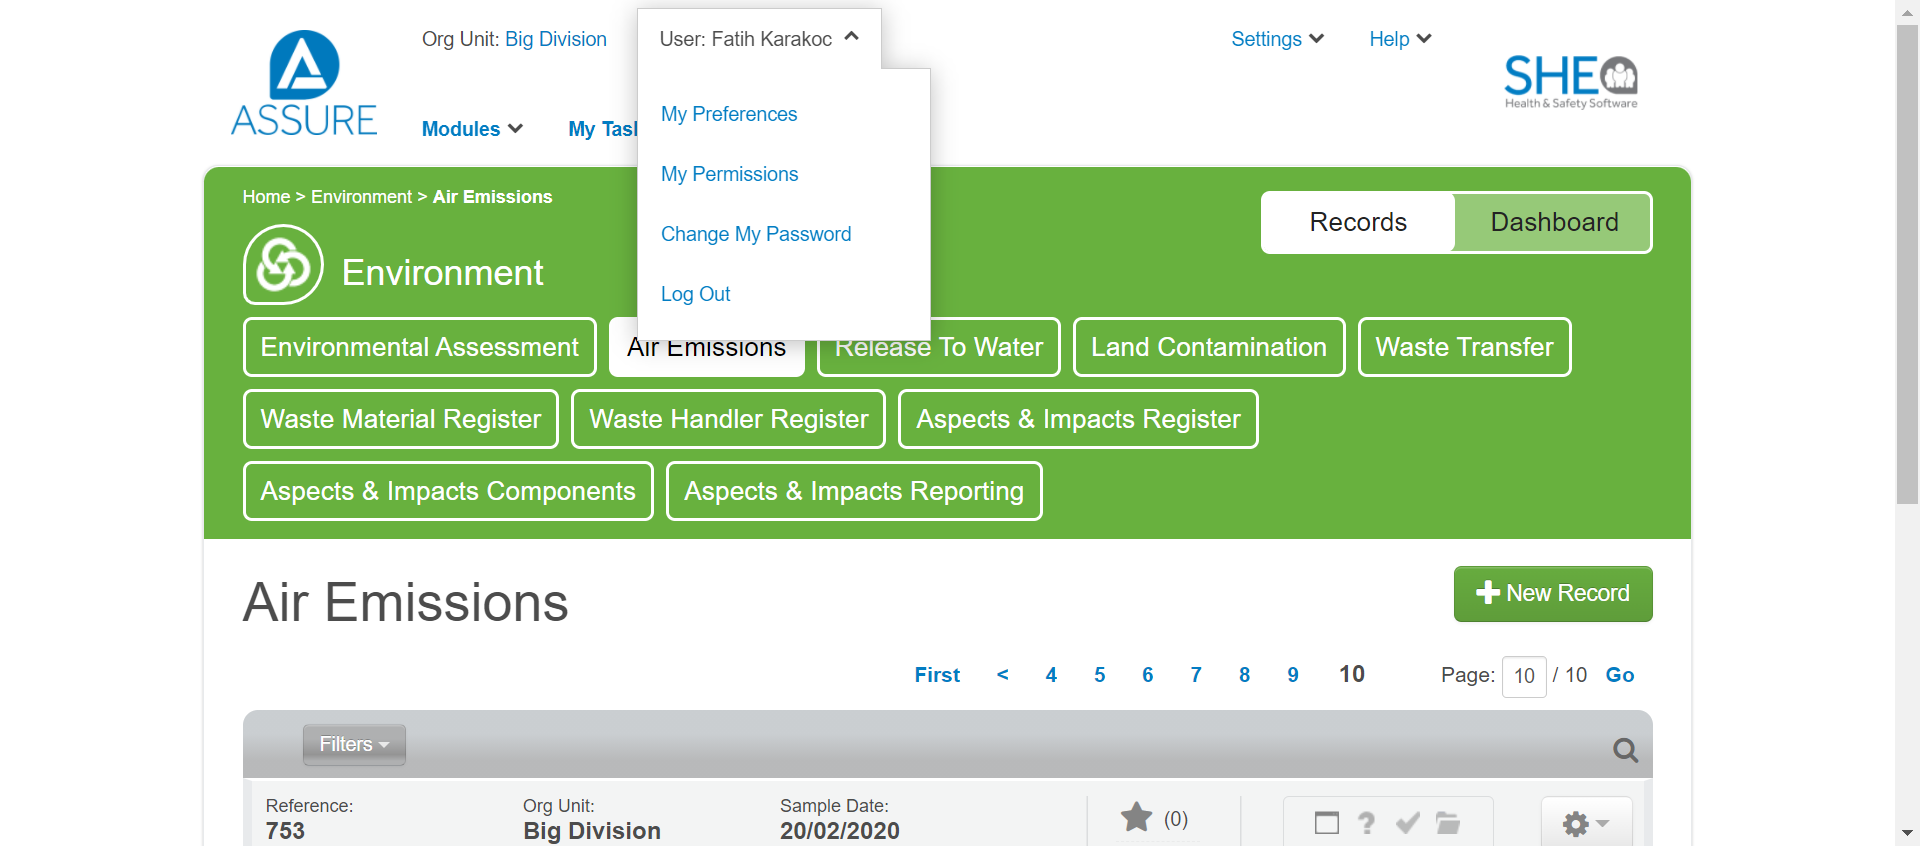 Org Unit: Big Division
User: Fatih Karakoc
Settings
Help
ASSURE
SHE
Health & Safety Software
Modules
My Tas
My Preferences
My Permissions
Change My Password
Log Out
Home > Environment > Air Emissions
Records
Dashboard
Environment
Environmental Assessment
Air Emissions
Release To Water
Land Contamination
Waste Transfer
Waste Material Register
Waste Handler Register
Aspects & Impacts Register
Aspects & Impacts Components
Aspects & Impacts Reporting
Air Emissions
New Record
First < 4 5 6 7 8 9 10 Page: 10 / 10 Go
Filters
Reference: Org Unit: Sample Date:
753 Big Division 20/02/2020 (0)